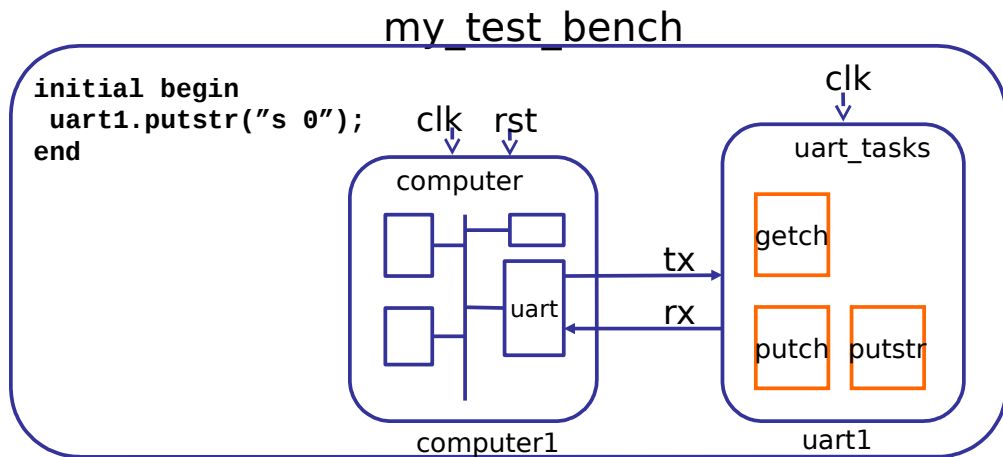 my_test_bench
initial begin
uart1.putstr(”s 0”);
end
clk
rst
clk
computer
uart_tasks
getch
tx
uart
rx
putch
putstr
computer1
uart1